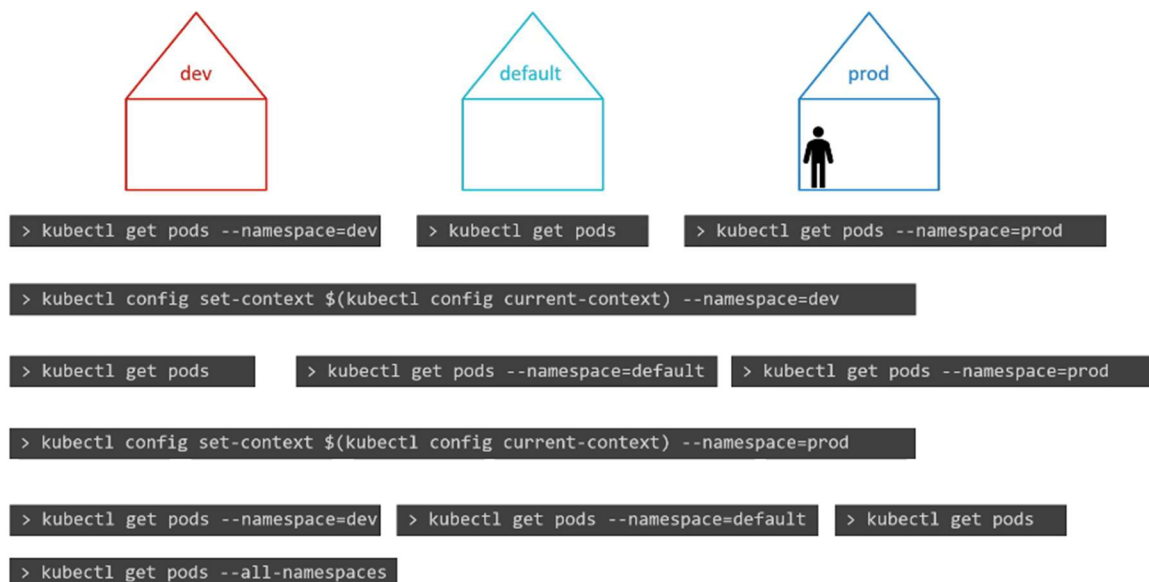 dev default prod
> kubectl get pods --namespace=dev > kubectl get pods > kubectl get pods --namespace=prod
> kubectl config set-context $(kubectl config current-context) --namespace=dev
> kubectl get pods > kubectl get pods --namespace=default > kubectl get pods --namespace=prod
> kubectl config set-context $(kubectl config current-context) --namespace=prod
> kubectl get pods --namespace=dev > kubectl get pods --namespace=default > kubectl get pods
> kubectl get pods --all-namespaces